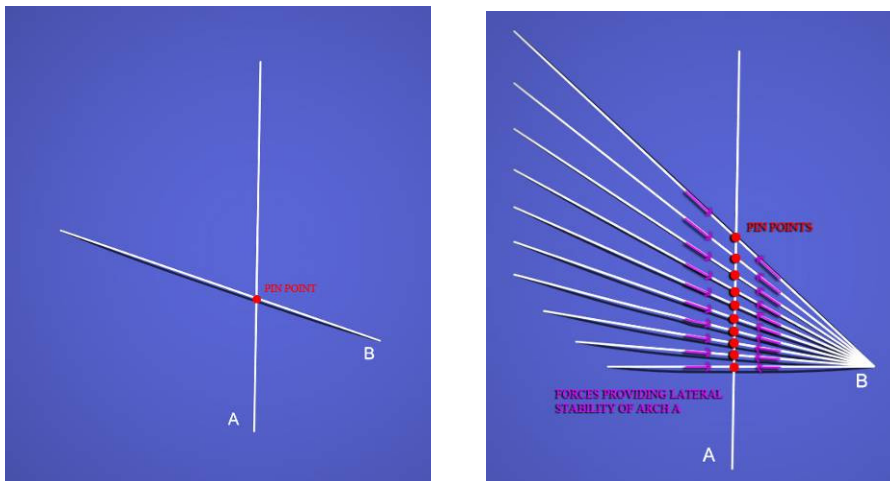 PIN POINT
B
A
PIN POINTS
B
FORCES PROVIDING LATERAL
STABILITY OF ARCH A
A